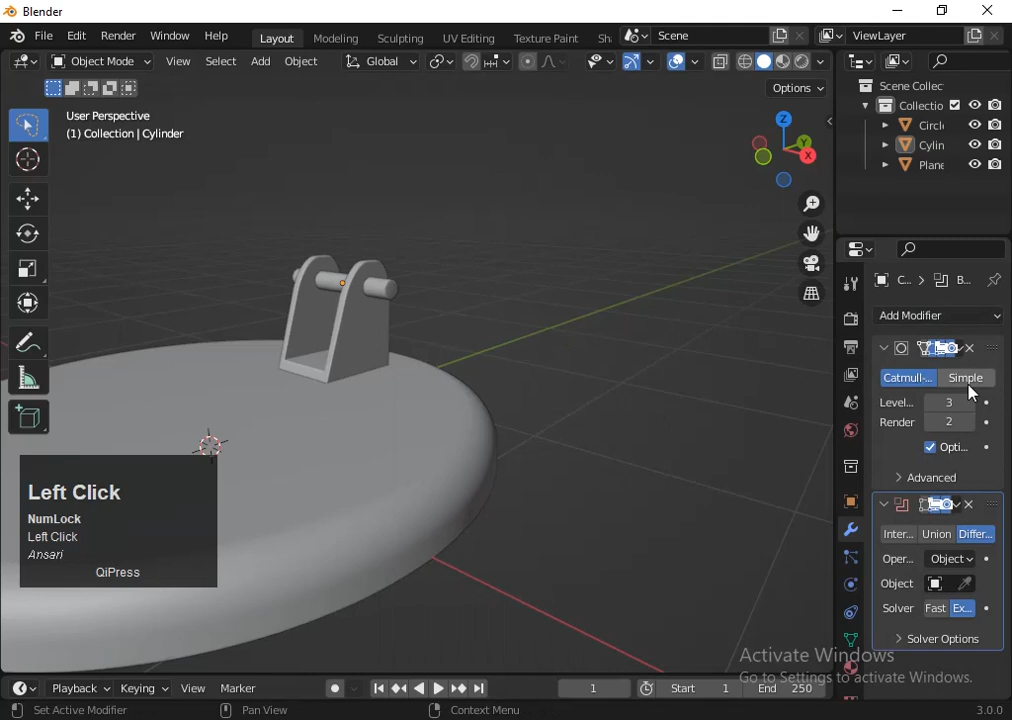 Blender
File Edit Render Window Help Layout Modeling Sculpting UV Editing Texture Paint Sh Scene ViewLayer
Object Mode View Select Add Object Global
Options
User Perspective
(1) Collection | Cylinder
Z
Y
X
Scene Collec
Collectio
Circl
Cylin
Plane
C... > B...
Add Modifier
Catmull-... Simple
Level... 3
Render 2
Opti...
Advanced
Inter... Union Differ...
Oper... Object
Object
Solver Fast Ex...
Solver Options
Left Click
NumLock
Left Click
Ansari
QiPress
Activate Windows
Go to Settings to activate Windows.
Playback Keying View Marker 1 Start 1 End 250
Set Active Modifier Pan View Context Menu 3.0.0